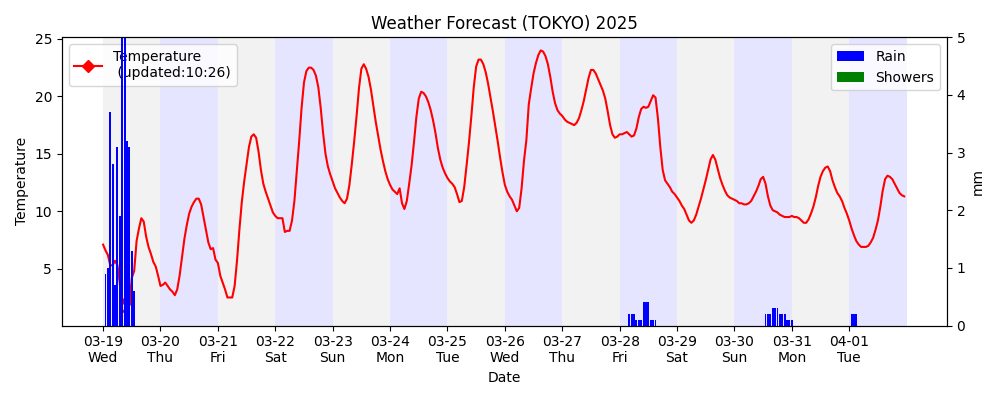 Weather Forecast (TOKYO) 2025
Temperature
(updated:10:26)
Rain
Showers
Temperature
25
20
15
10
5
5
4
3
2
1
0
mm
03-19 03-20 03-21 03-22 03-23 03-24 03-25 03-26 03-27 03-28 03-29 03-30 03-31 04-01
Wed Thu Fri Sat Sun Mon Tue Wed Thu Fri Sat Sun Mon Tue
Date